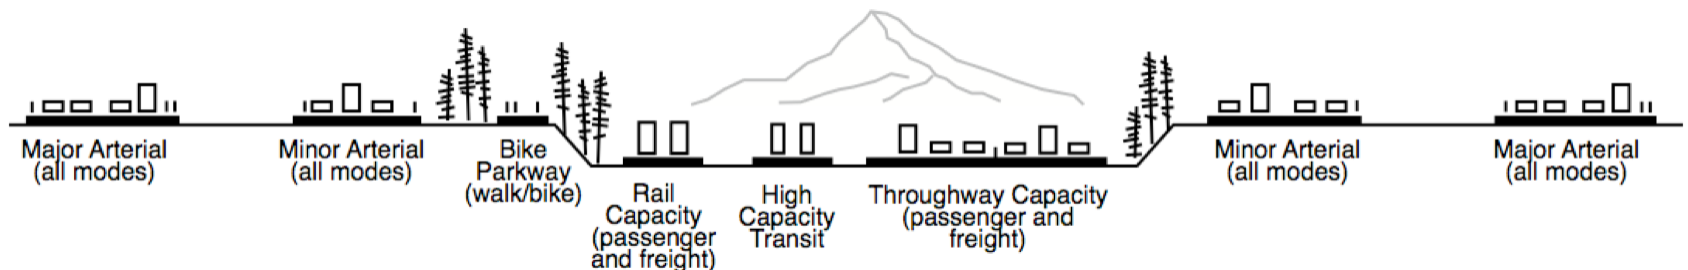 Major Arterial
(all modes)
Minor Arterial
(all modes)
Bike
Parkway
(walk/bike)
Rail
Capacity
(passenger
and freight)
High
Capacity
Transit
Throughway Capacity
(passenger and
freight)
Minor Arterial
(all modes)
Major Arterial
(all modes)